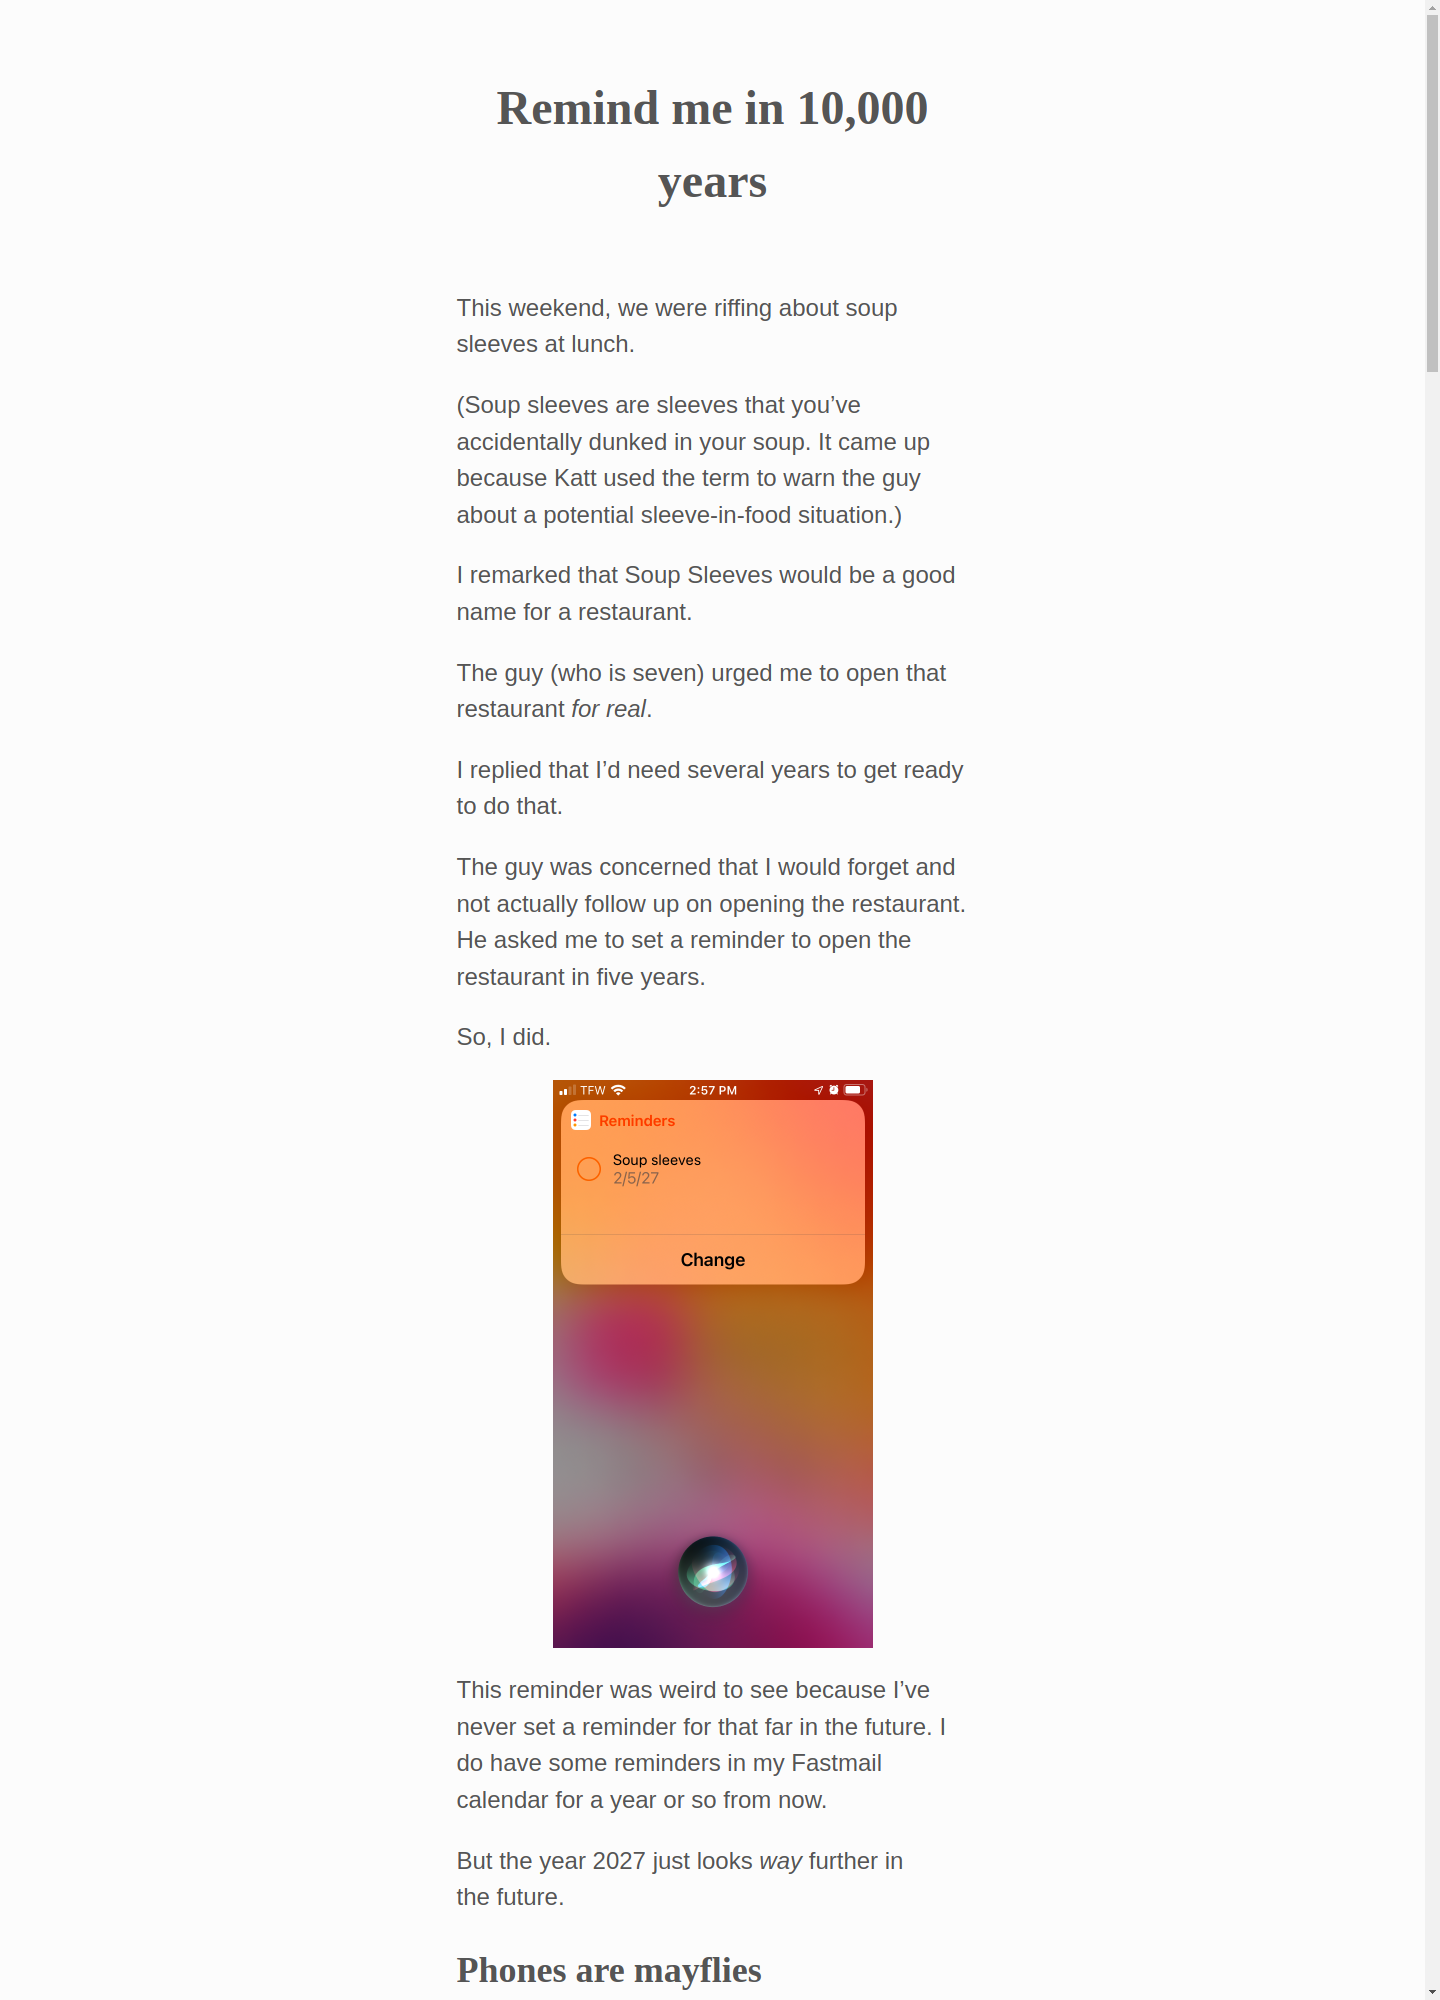 Remind me in 10,000
years
This weekend, we were riffing about soup
sleeves at lunch.
(Soup sleeves are sleeves that you’ve
accidentally dunked in your soup. It came up
because Katt used the term to warn the guy
about a potential sleeve-in-food situation.)
I remarked that Soup Sleeves would be a good
name for a restaurant.
The guy (who is seven) urged me to open that
restaurant for real.
I replied that I’d need several years to get ready
to do that.
The guy was concerned that I would forget and
not actually follow up on opening the restaurant.
He asked me to set a reminder to open the
restaurant in five years.
So, I did.
TFW 2:57 PM
Reminders
Soup sleeves
2/5/27
Change
This reminder was weird to see because I’ve
never set a reminder for that far in the future. I
do have some reminders in my Fastmail
calendar for a year or so from now.
But the year 2027 just looks way further in
the future.
Phones are mayflies